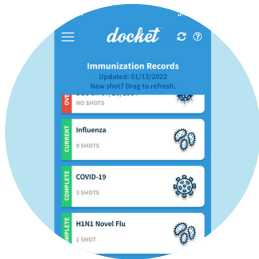 docket
Immunization Records
Updated: 01/13/2022
New shot? Drag to refresh.
NO SHOTS
CURRENT
Influenza
9 SHOTS
COMPLETE
COVID-19
3 SHOTS
H1N1 Novel Flu
1 SHOT